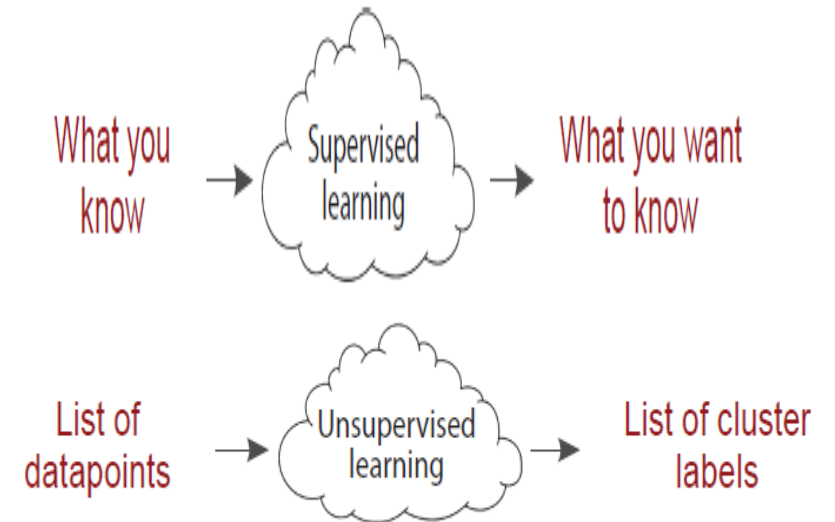 What you
know
Supervised
learning
What you want
to know
List of
datapoints
Unsupervised
learning
List of cluster
labels